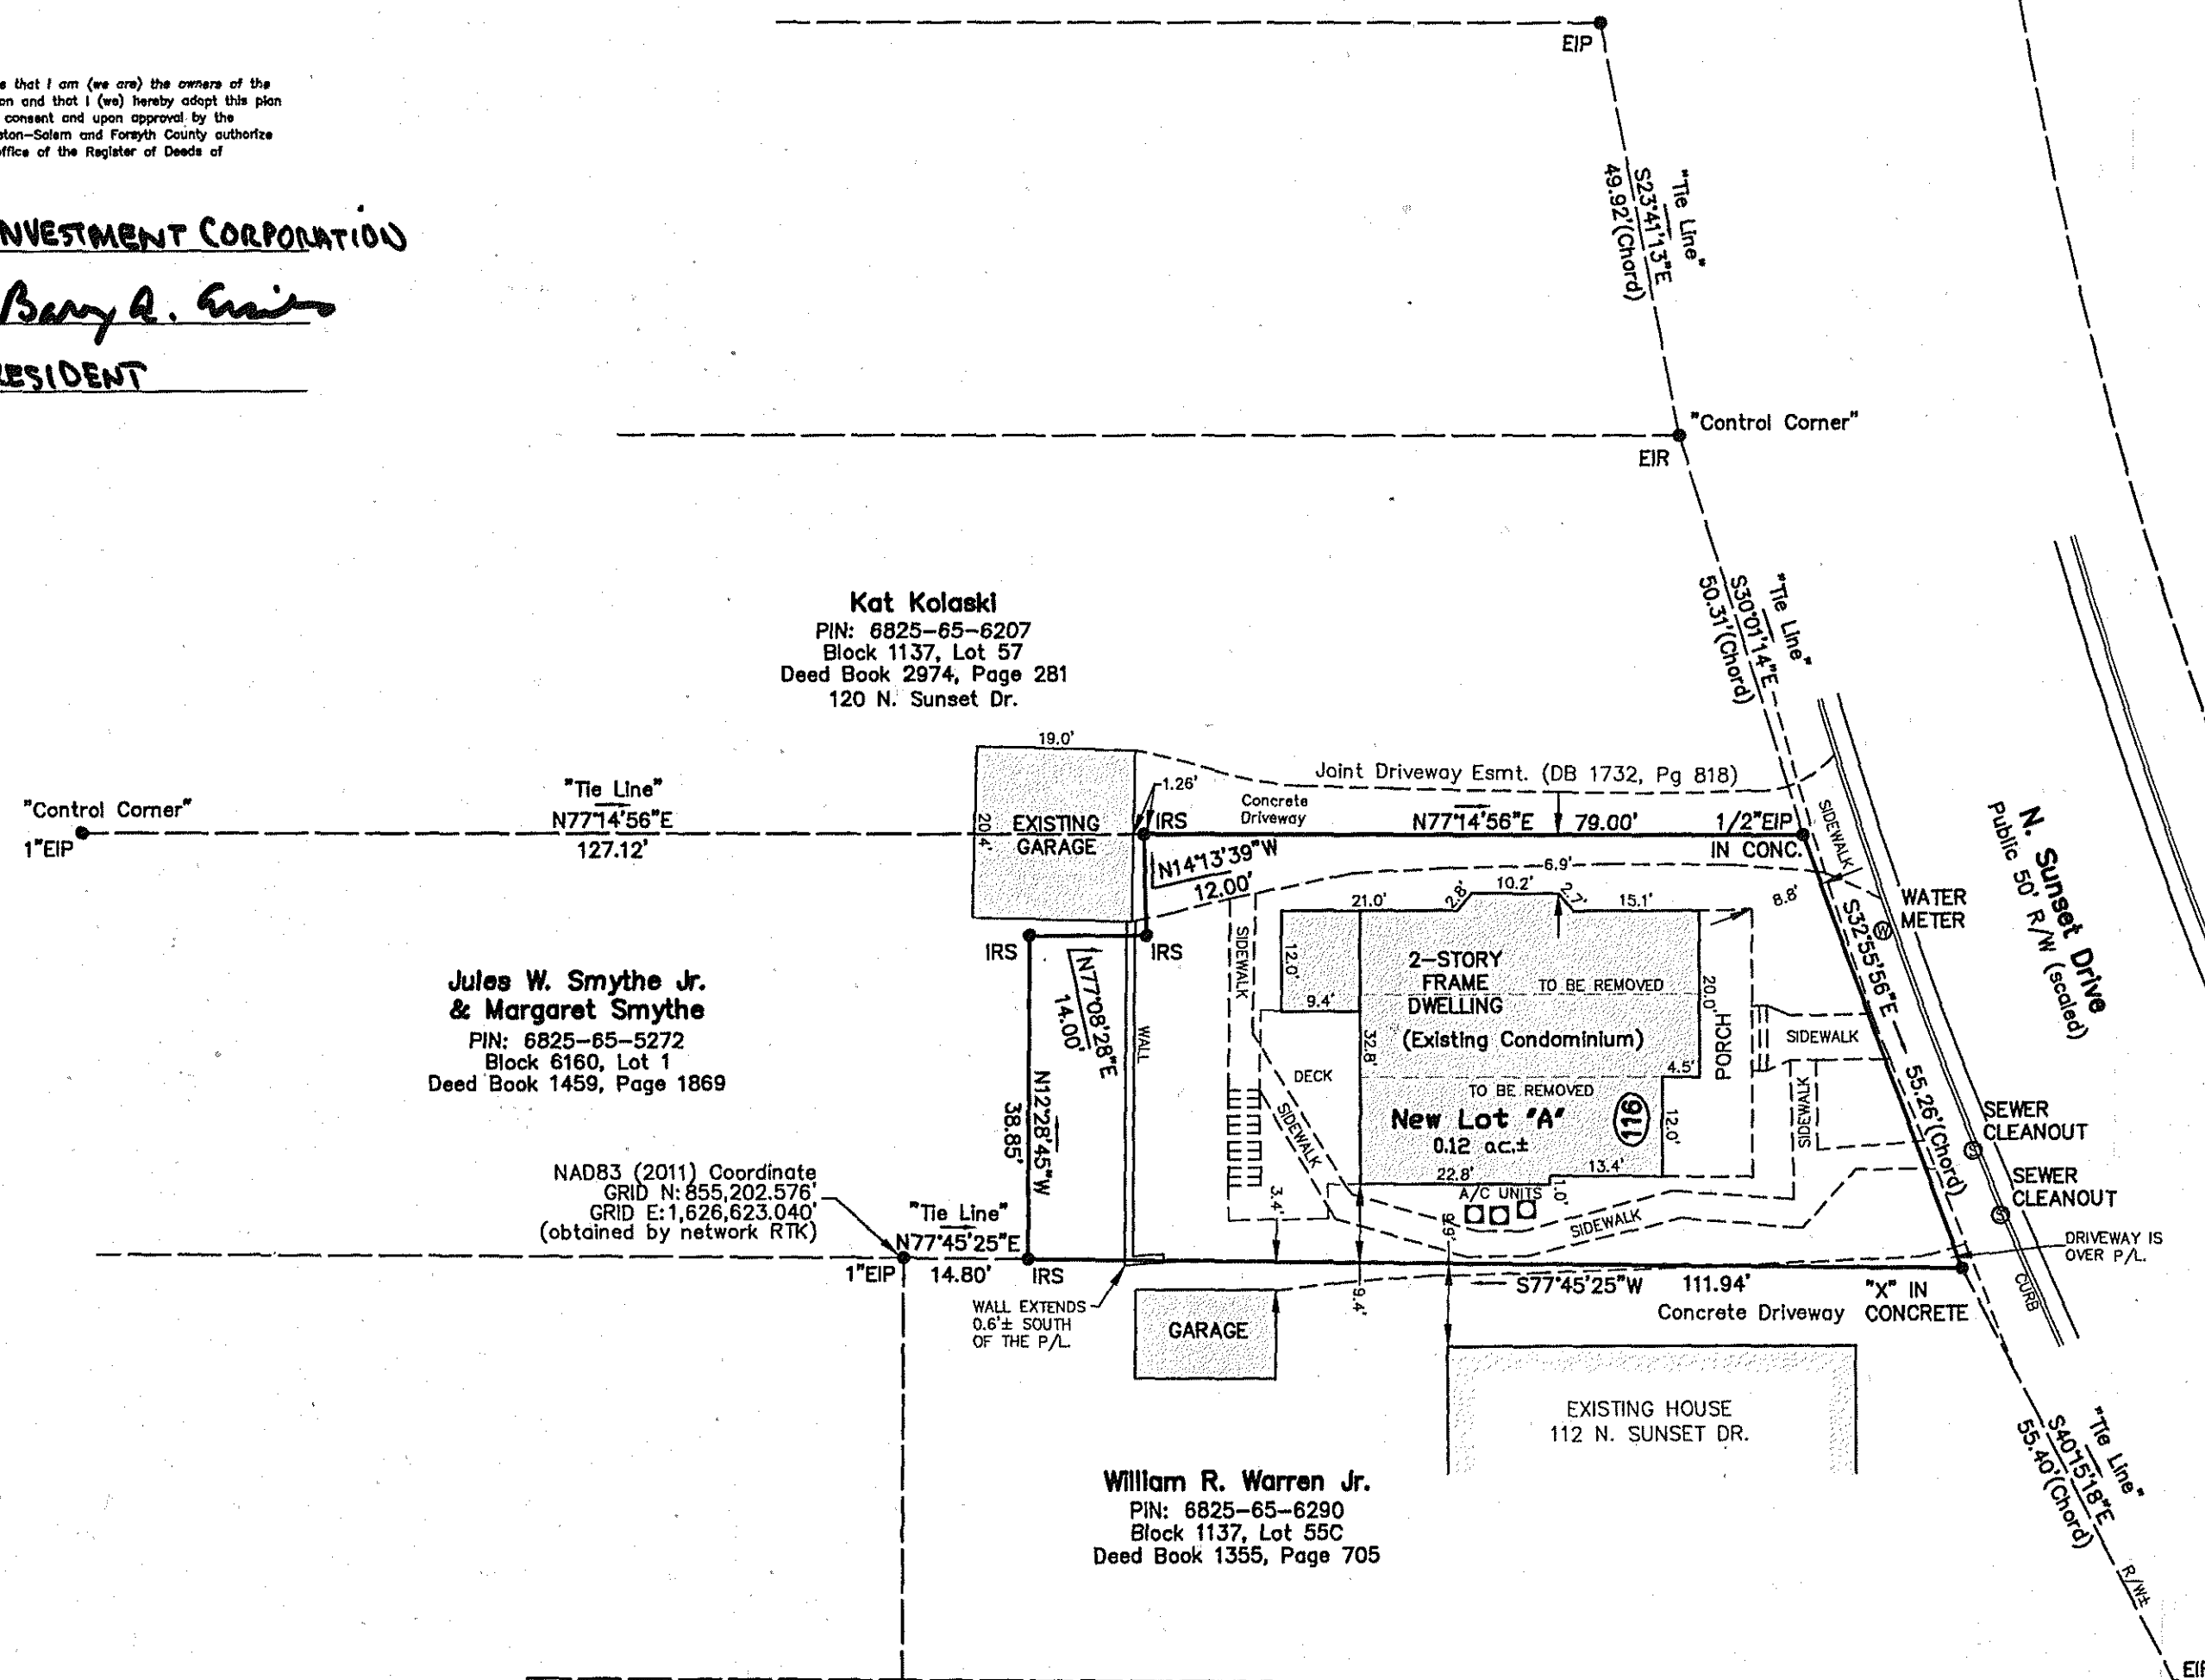 EIP
that I am (we are) the owners of the
on and that I (we) hereby adopt this plan
consent and upon approval by the
ston-Salem and Forsyth County authorize
office of the Register of Deeds of
NVESTMENT CORPORATION
Barry A.
RESIDENT
"Tie Line"
S23°41'13"E
49.92'(Chord)
"Control Corner"
EIR
"Tie Line"
S30°01'14"E
50.31'(Chord)
Kat Kolaski
PIN: 6825-65-6207
Block 1137, Lot 57
Deed Book 2974, Page 281
120 N. Sunset Dr.
19.0'
Joint Driveway Esmt. (DB 1732, Pg 818)
"Control Corner"
1"EIP
"Tie Line"
N77°14'56"E
127.12'
20.4'
EXISTING
GARAGE
1.26'
IRS
Concrete
Driveway
N77°14'56"E 79.00'
1/2"EIP
IN CONC.
SIDEWALK
N14°13'39"W
12.00'
6.9'
21.0'
2.8'
10.2'
2.7'
15.1'
8.8'
WATER
METER
W
N. Sunset Drive
Public 50' R/W (scaled)
S32°55'56"E 55.26'(Chord)
IRS
IRS
N77°08'28"E
14.00'
SIDEWALK
12.0'
9.4'
2-STORY
FRAME
DWELLING
TO BE REMOVED
(Existing Condominium)
20.0'
PORCH
SIDEWALK
Jules W. Smythe Jr.
& Margaret Smythe
PIN: 6825-65-5272
Block 6160, Lot 1
Deed Book 1459, Page 1869
WALL
32.8'
DECK
4.5'
TO BE REMOVED
New Lot "A"
0.12 ac.±
116
12.0'
SIDEWALK
SIDEWALK
N12°28'45"W
38.85'
22.8'
13.4'
1.0'
A/C UNITS
SIDEWALK
3.4'
9.9'
9.4'
SEWER
CLEANOUT
S
SEWER
CLEANOUT
S
DRIVEWAY IS
OVER P/L.
NAD83 (2011) Coordinate
GRID N: 855,202.576'
GRID E: 1,626,623.040'
(obtained by network RTK)
"Tie Line"
N77°45'25"E
1"EIP
14.80'
IRS
WALL EXTENDS
0.6'± SOUTH
OF THE P/L
GARAGE
S77°45'25"W 111.94'
Concrete Driveway
"X" IN
CONCRETE
CURB
EXISTING HOUSE
112 N. SUNSET DR.
William R. Warren Jr.
PIN: 6825-65-6290
Block 1137, Lot 55C
Deed Book 1355, Page 705
"Tie Line"
S40°15'18"E
55.40'(Chord)
R/W±
EIP